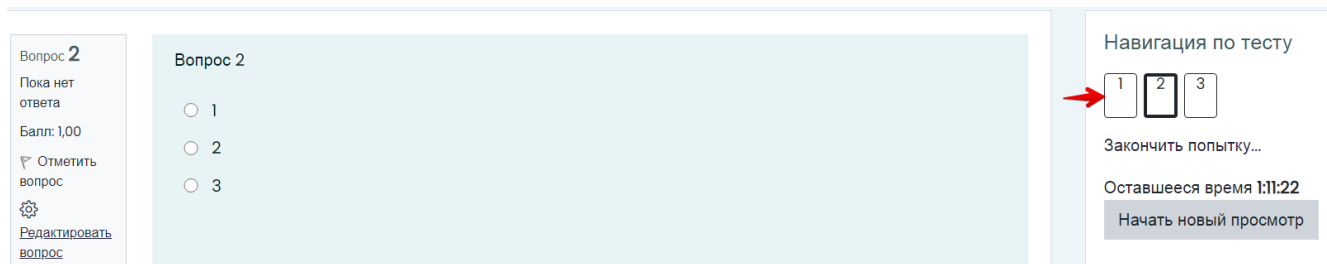 Вопрос 2
Пока нет
ответа
Балл: 1,00
Отметить
вопрос
Редактировать
вопрос
Вопрос 2
1
2
3
Навигация по тесту
1 2 3
Закончить попытку...
Оставшееся время 1:11:22
Начать новый просмотр